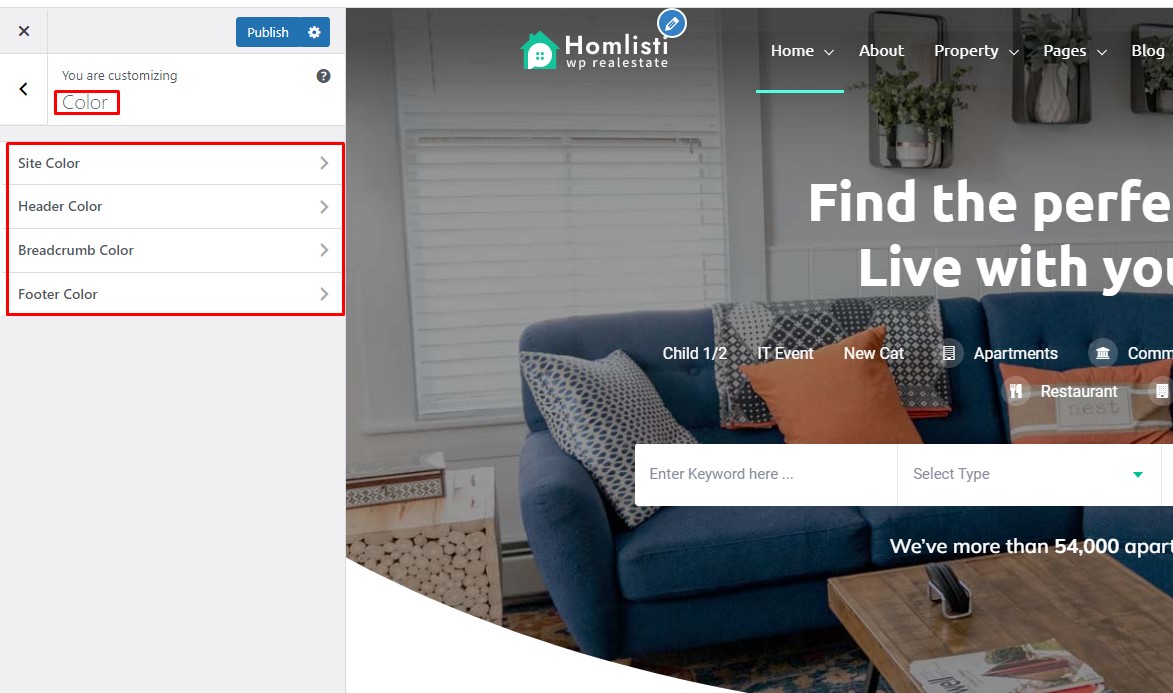 Publish
You are customizing
Color
Site Color
Header Color
Breadcrumb Color
Footer Color
Homlisti
wp realestate
Home
About
Property
Pages
Blog
Find the perfe
Live with you
Child 1/2
IT Event
New Cat
Apartments
Comm
Restaurant
nest
Enter Keyword here ...
Select Type
We've more than 54,000 apart